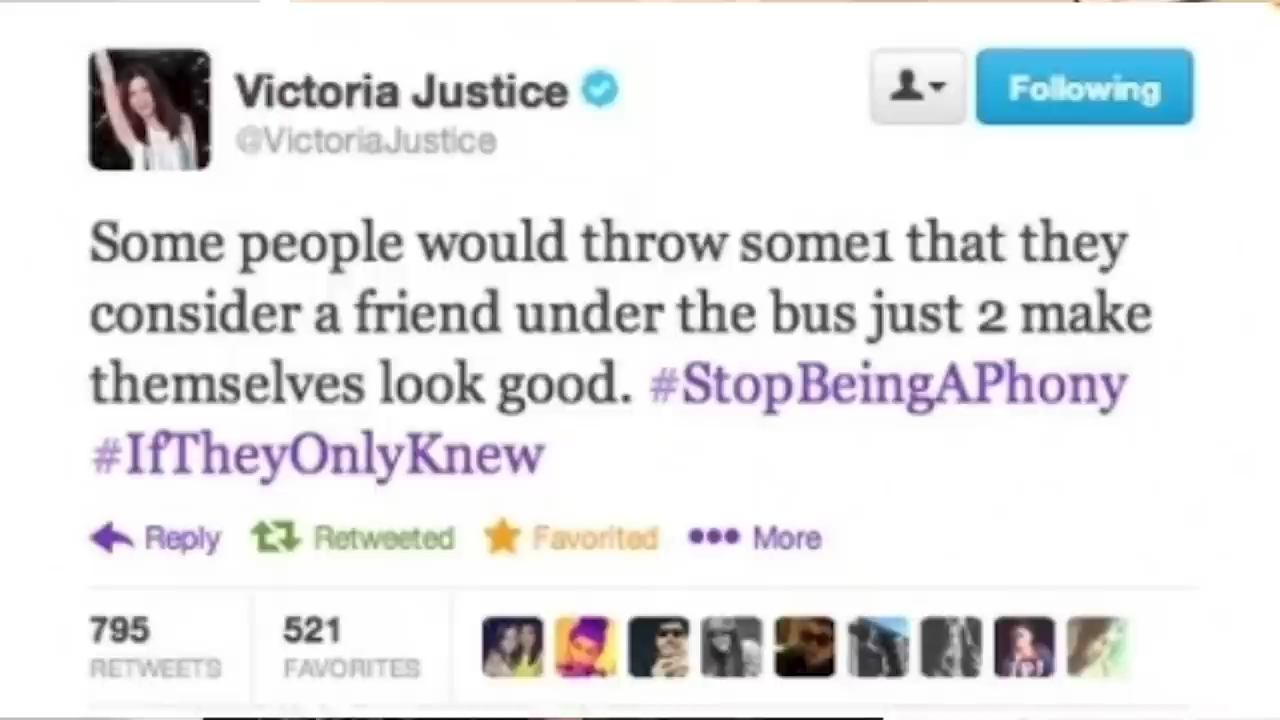 Victoria Justice
@VictoriaJustice
Following
Some people would throw some1 that they
consider a friend under the bus just 2 make
themselves look good. #StopBeingAPhony
#IfTheyOnlyKnew
Reply Retweeted Favorited More
795 521
RETWEETS FAVORITES